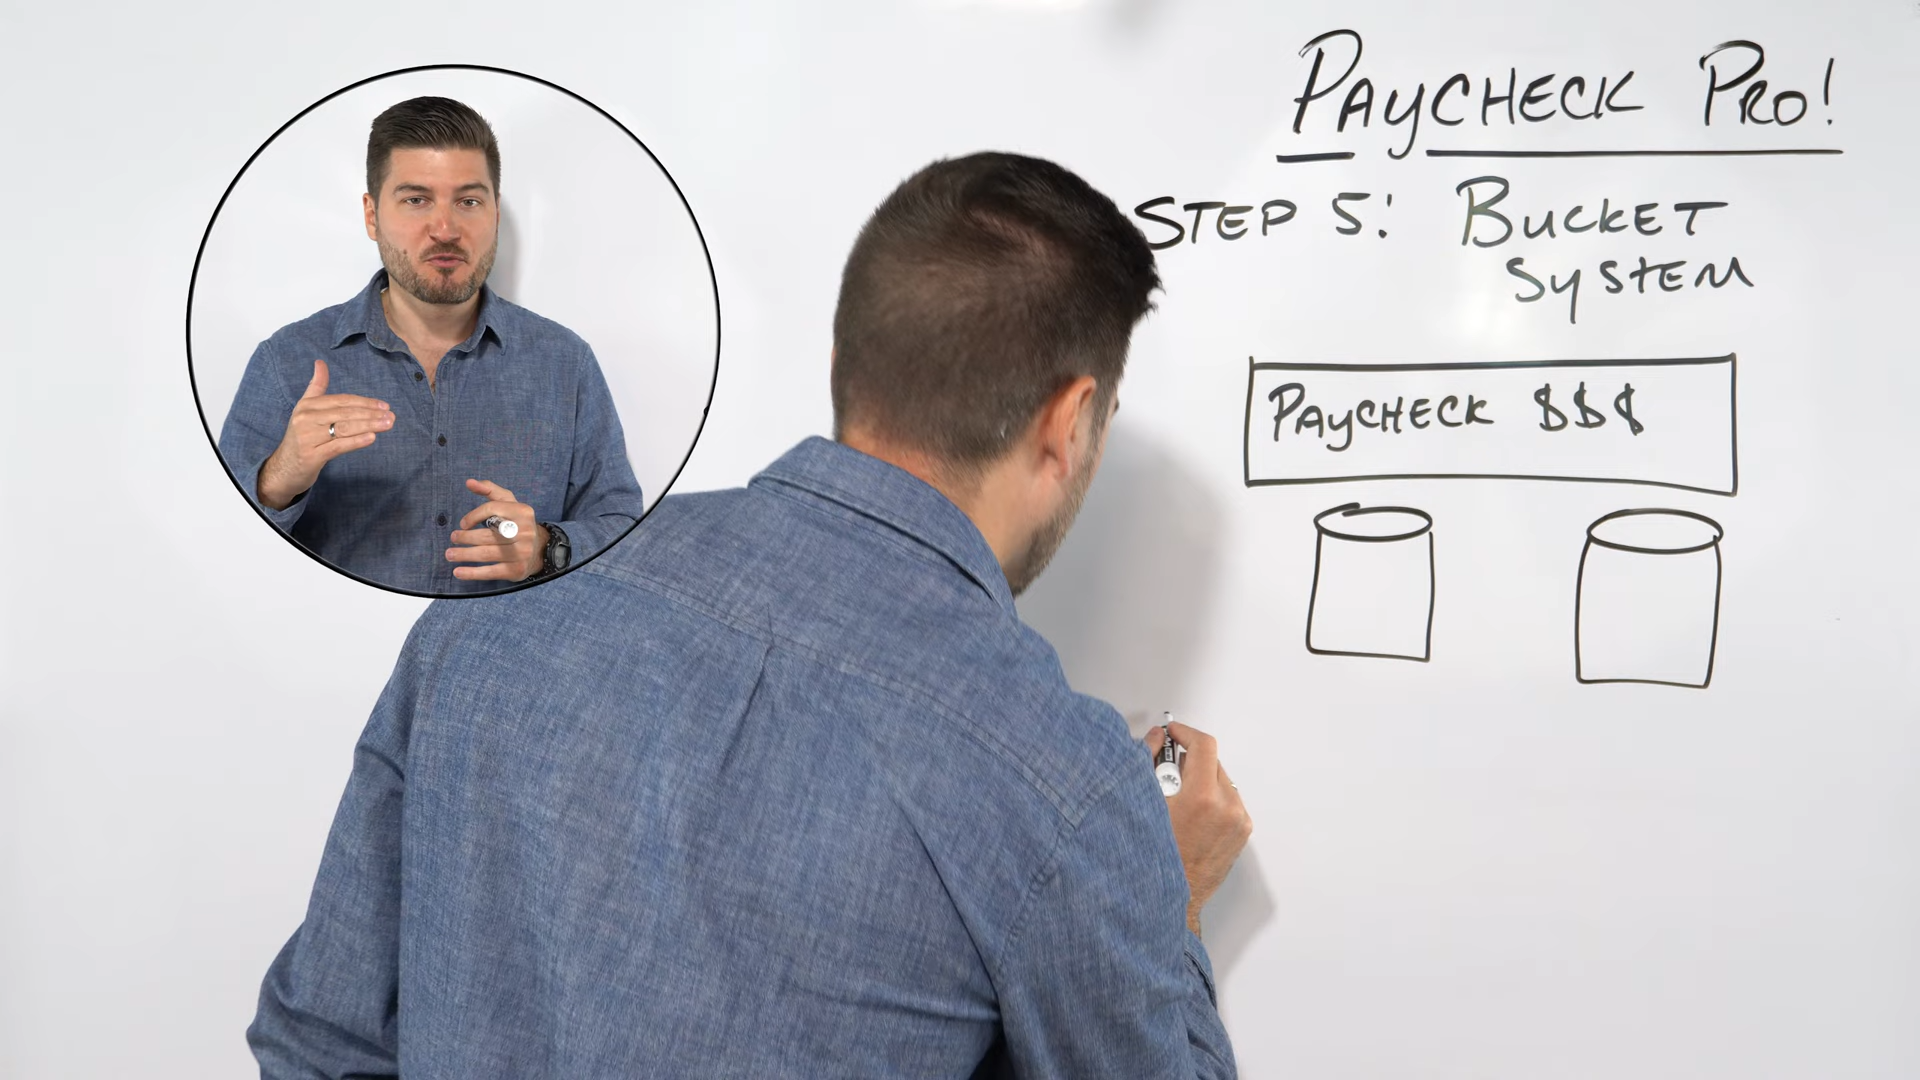 PAyCHECK PRO!
STEP 5: BUCKET
SySTEM
PAyCHECK $$$